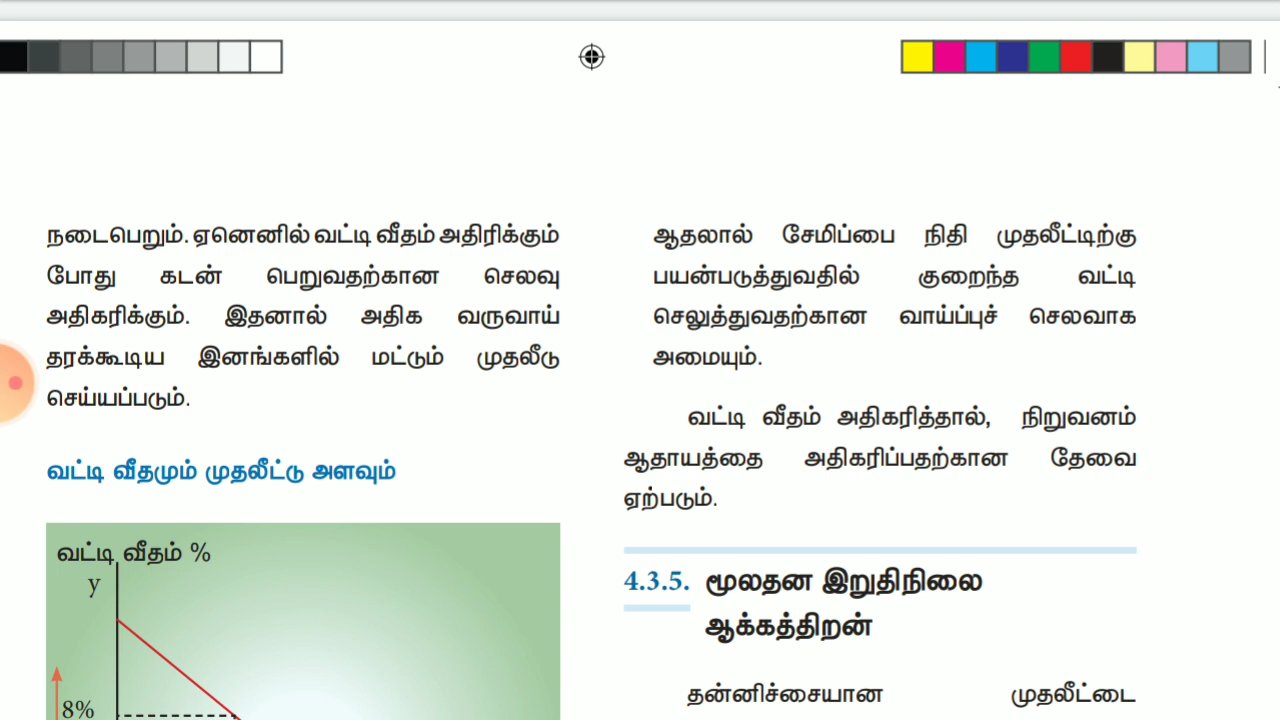 நடைபெறும். ஏனெனில் வட்டி வீதம் அதிரிக்கும்
போது கடன் பெறுவதற்கான செலவு
அதிகரிக்கும். இதனால் அதிக வருவாய்
தரக்கூடிய இனங்களில் மட்டும் முதலீடு
செய்யப்படும்.
வட்டி வீதமும் முதலீட்டு அளவும்
வட்டி வீதம் %
y
8%
ஆதலால் சேமிப்பை நிதி முதலீட்டிற்கு
பயன்படுத்துவதில் குறைந்த வட்டி
செலுத்துவதற்கான வாய்ப்புச் செலவாக
அமையும்.
வட்டி வீதம் அதிகரித்தால், நிறுவனம்
ஆதாயத்தை அதிகரிப்பதற்கான தேவை
ஏற்படும்.
4.3.5. மூலதன இறுதிநிலை
ஆக்கத்திறன்
தன்னிச்சையான முதலீட்டை